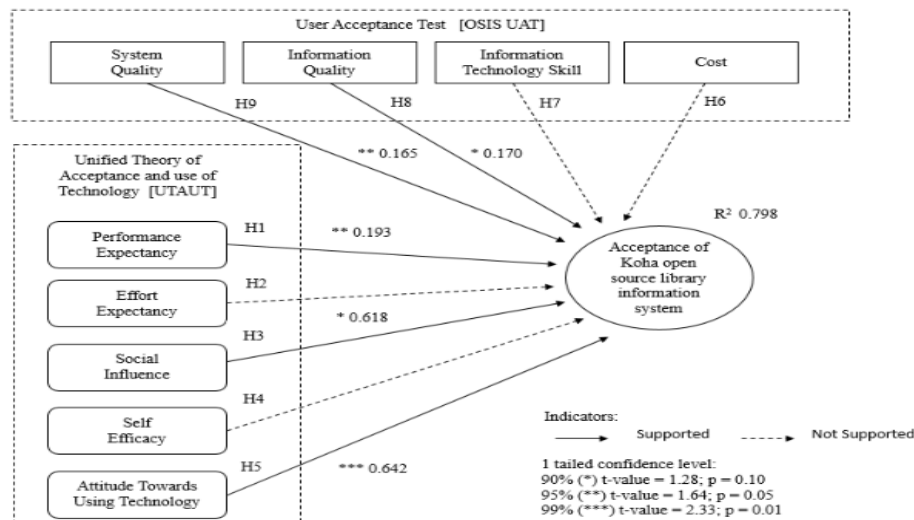 User Acceptance Test [OSIS UAT]
System
Quality
Information
Quality
Information
Technology Skill
Cost
H9
H8
H7
H6
Unified Theory of
Acceptance and use of
Technology [UTAUT]
** 0.165
* 0.170
R² 0.798
Performance
Expectancy
H1
** 0.193
Acceptance of
Koha open
source library
information
system
Effort
Expectancy
H2
Social
Influence
H3
* 0.618
Self
Efficacy
H4
Attitude Towards
Using Technology
H5
*** 0.642
Indicators:
Supported
Not Supported
1 tailed confidence level:
90% (*) t-value = 1.28; p = 0.10
95% (**) t-value = 1.64; p = 0.05
99% (***) t-value = 2.33; p = 0.01